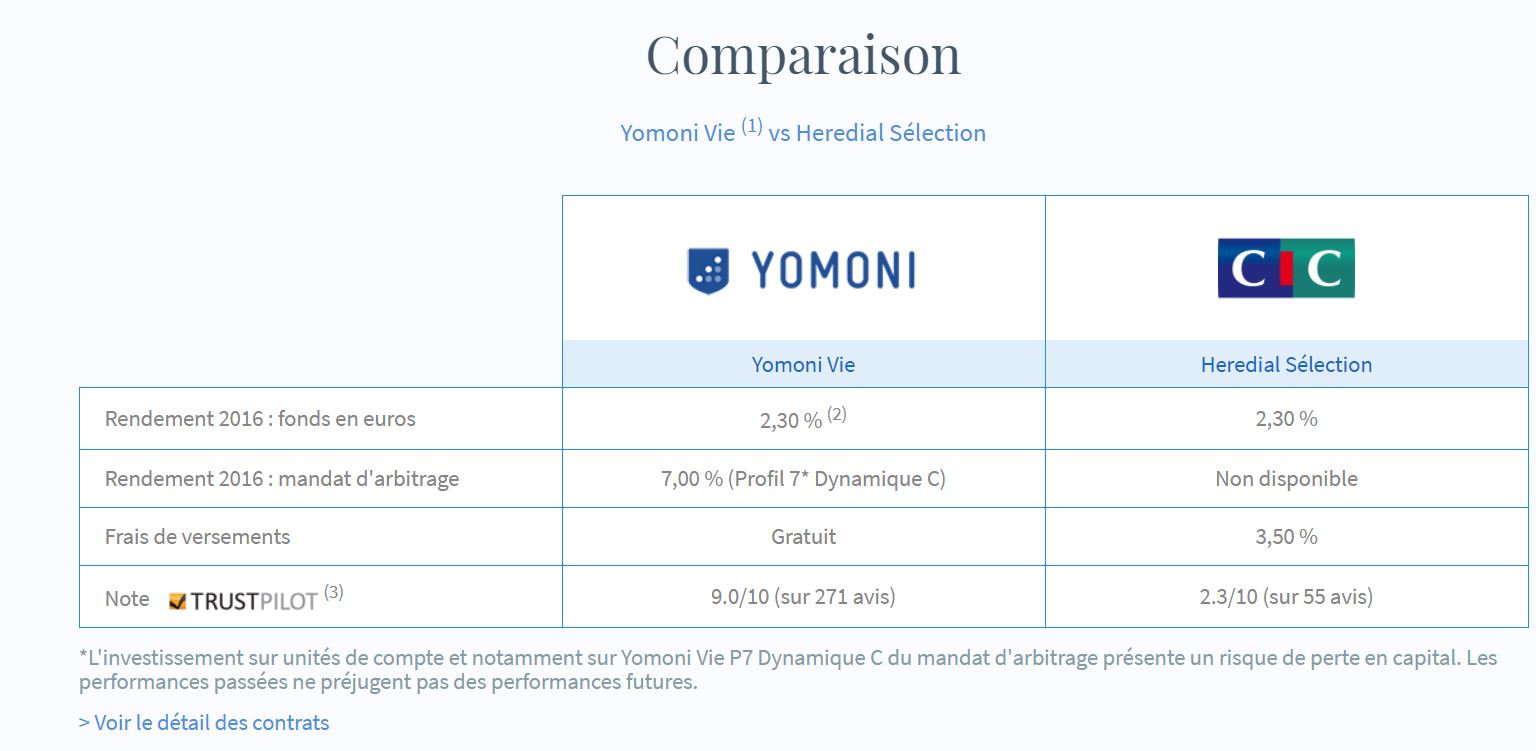 Comparaison
Yomoni Vie (1) vs Heredial Sélection
YOMONI
CIC
Yomoni Vie
Heredial Sélection
Rendement 2016 : fonds en euros
2,30 % (2)
2,30 %
Rendement 2016 : mandat d'arbitrage
7,00 % (Profil 7* Dynamique C)
Non disponible
Frais de versements
Gratuit
3,50 %
Note TRUSTPILOT (3)
9.0/10 (sur 271 avis)
2.3/10 (sur 55 avis)
*L'investissement sur unités de compte et notamment sur Yomoni Vie P7 Dynamique C du mandat d'arbitrage présente un risque de perte en capital. Les
performances passées ne préjugent pas des performances futures.
> Voir le détail des contrats